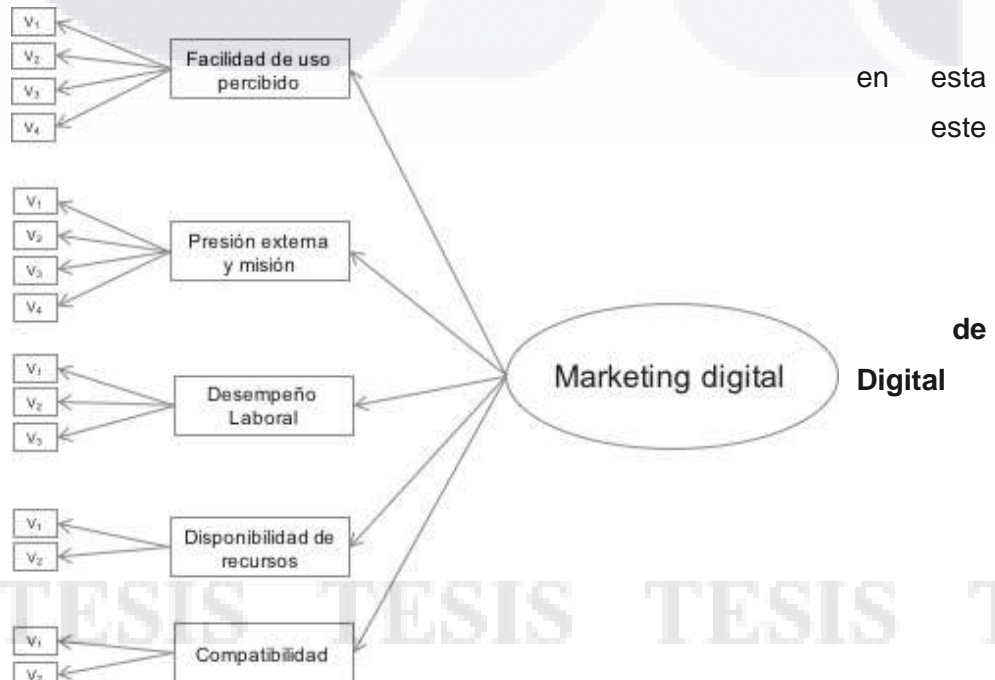 V₁
V₂
V₃
V₄
Facilidad de uso
percibido
en esta
este
V₁
V₂
V₃
V₄
Presión externa
y misión
de
Marketing digital
Digital
V₁
V₂
V₃
Desempeño
Laboral
V₁
V₂
Disponibilidad de
recursos
TESIS TESIS TESIS
V₁
V₂
Compatibilidad